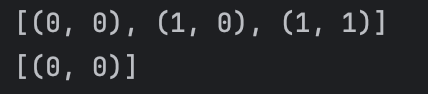 [(0, 0), (1, 0), (1, 1)]
[(0, 0)]